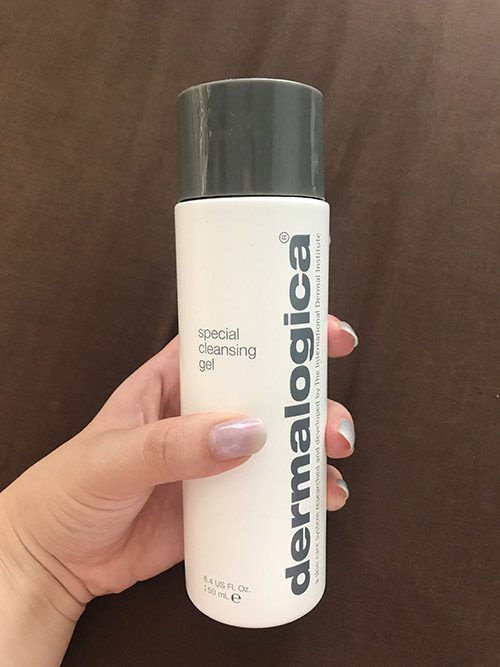 special
cleansing
gel
dermalogica®
a skin care system researched and developed by The International Dermal Institute
8.4 US Fl. Oz.
250 mL e